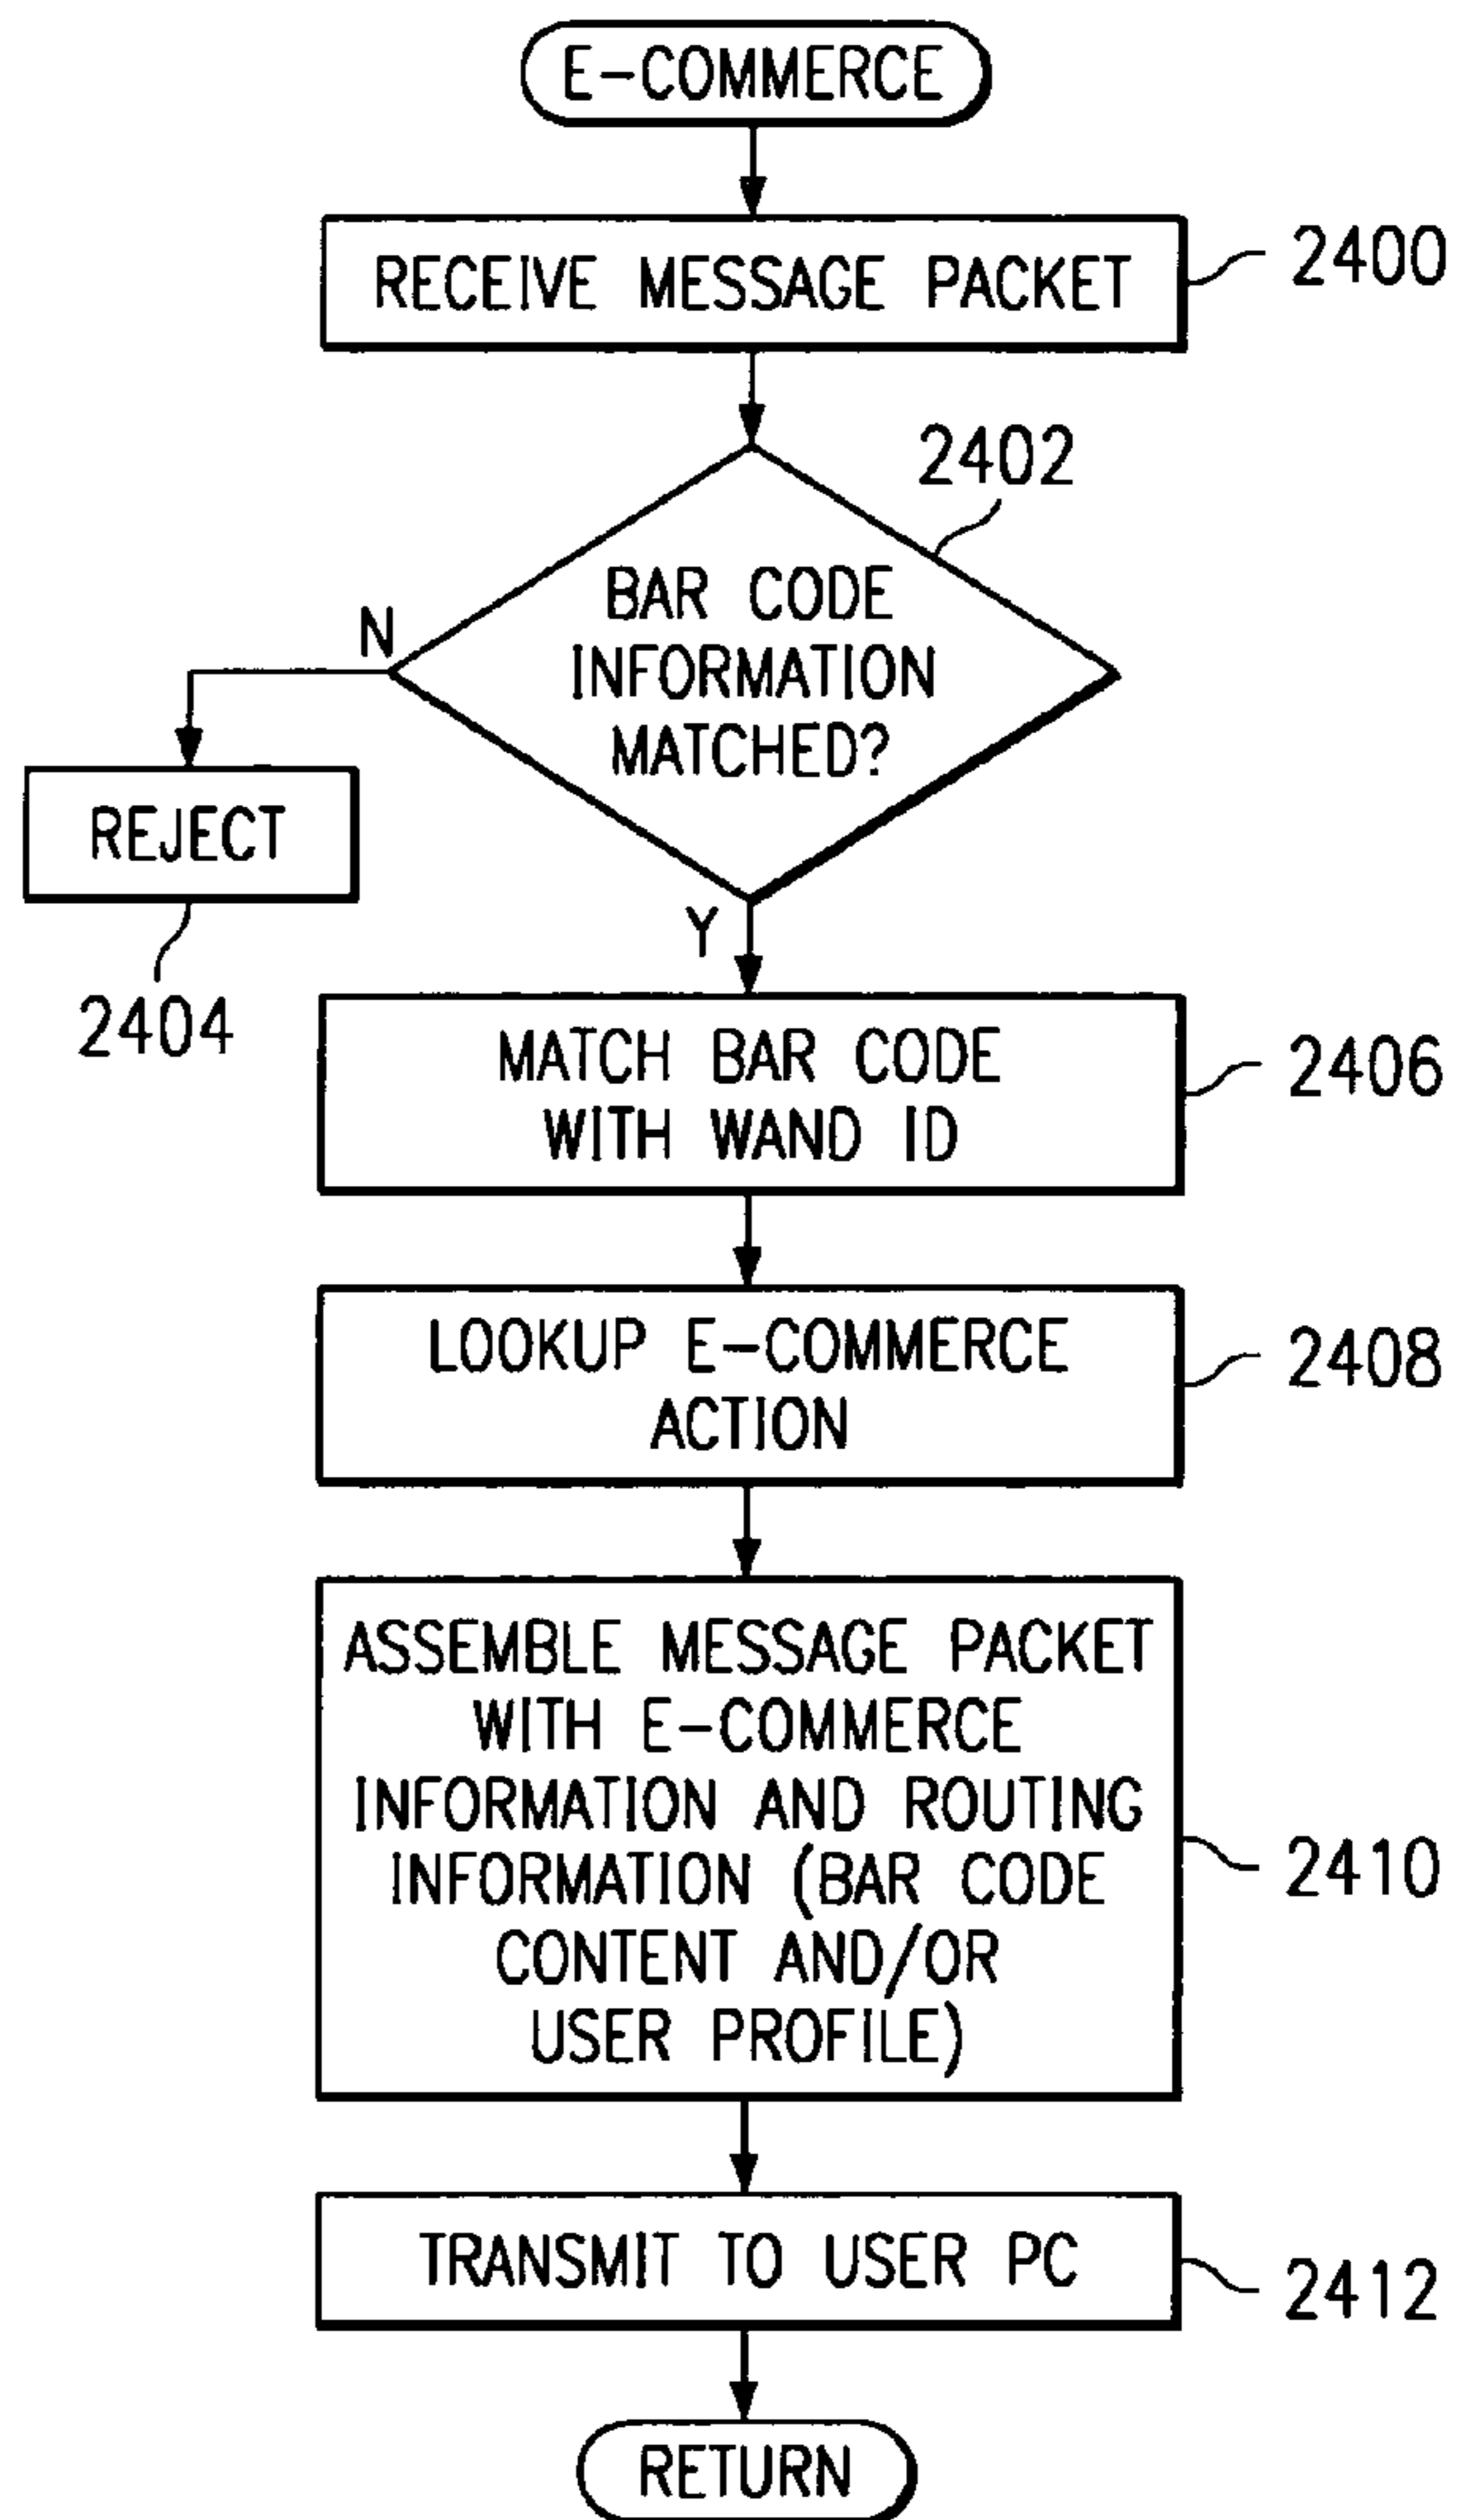 E-COMMERCE
RECEIVE MESSAGE PACKET
2400
2402
BAR CODE
INFORMATION
MATCHED?
N
REJECT
2404
Y
MATCH BAR CODE
WITH WAND ID
2406
LOOKUP E-COMMERCE
ACTION
2408
ASSEMBLE MESSAGE PACKET
WITH E-COMMERCE
INFORMATION AND ROUTING
INFORMATION (BAR CODE
CONTENT AND/OR
USER PROFILE)
2410
TRANSMIT TO USER PC
2412
RETURN